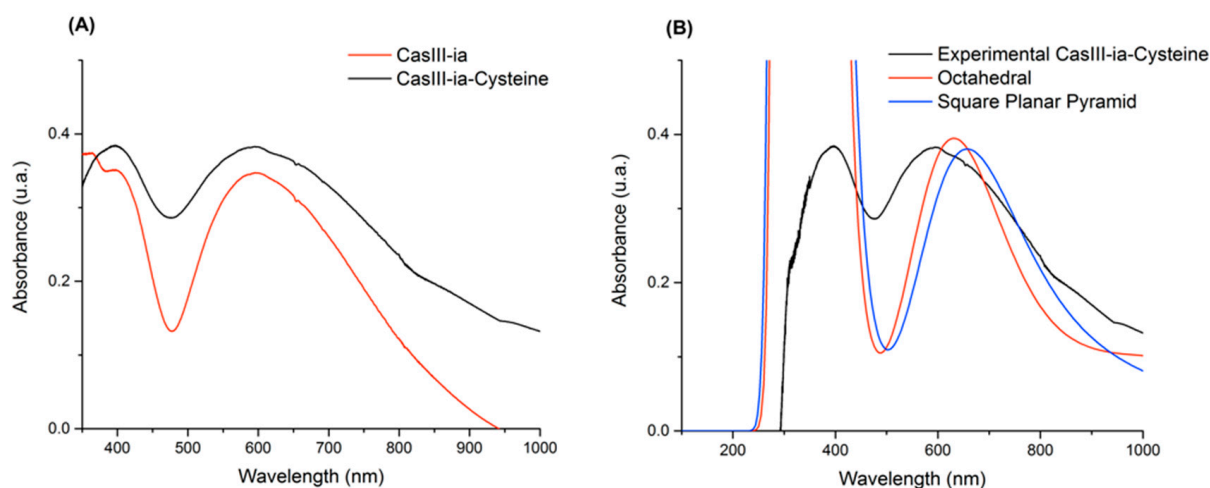 (A)
CasIII-ia
CasIII-ia-Cysteine
Absorbance (u.a.)
0.4
0.2
0.0
400 500 600 700 800 900 1000
Wavelength (nm)
(B)
Experimental CasIII-ia-Cysteine
Octahedral
Square Planar Pyramid
Absorbance (u.a.)
0.4
0.2
0.0
200 400 600 800 1000
Wavelength (nm)